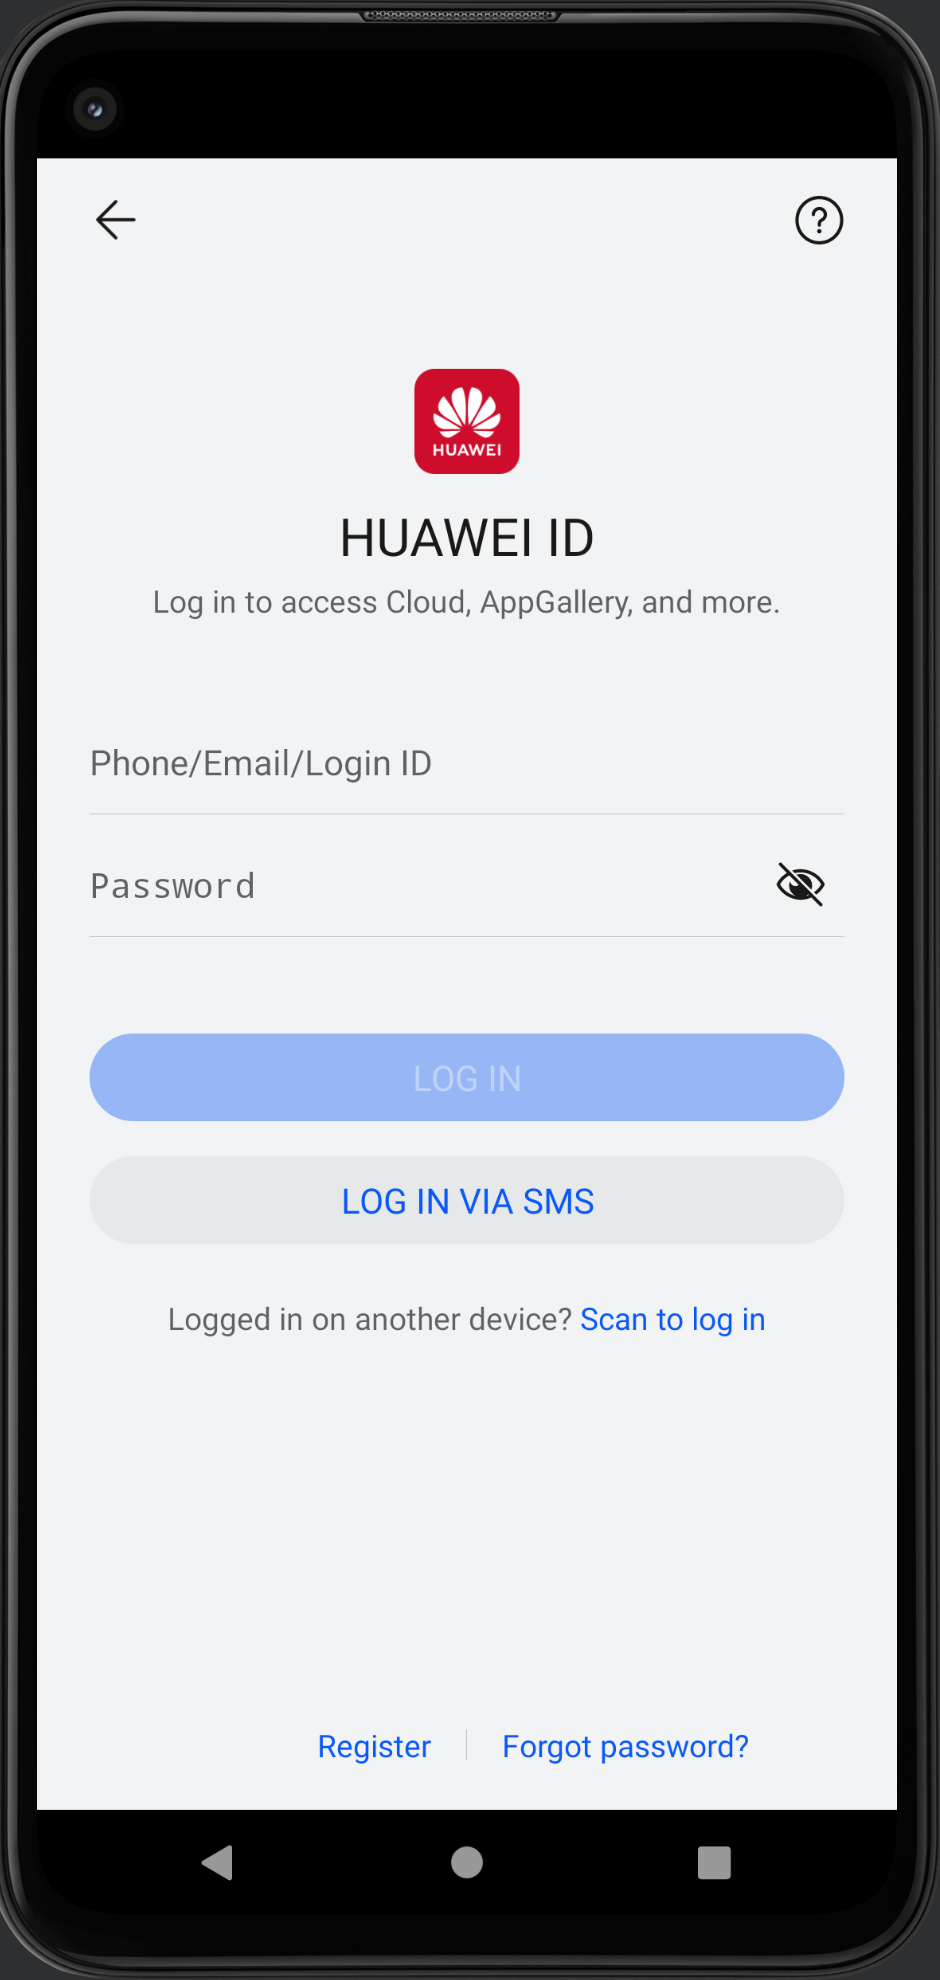 HUAWEI
HUAWEI ID
Log in to access Cloud, AppGallery, and more.
Phone/Email/Login ID
Password
LOG IN
LOG IN VIA SMS
Logged in on another device? Scan to log in
Register
Forgot password?